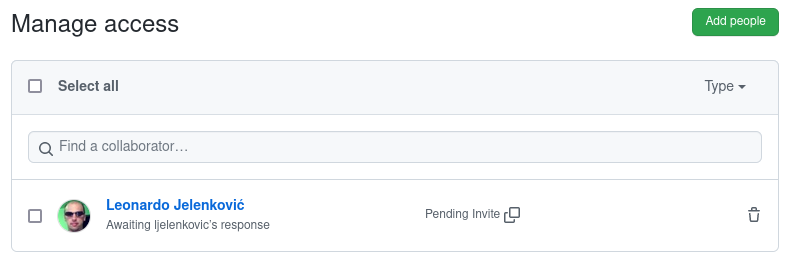 Manage access
Add people
Select all
Type
Find a collaborator...
Leonardo Jelenković
Awaiting ljelenkovic's response
Pending Invite